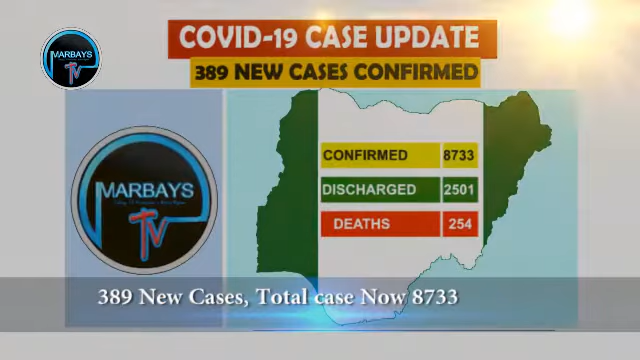 COVID-19 CASE UPDATE
389 NEW CASES CONFIRMED
MARBAYS
TV
MARBAYS
TV
CONFIRMED 8733
DISCHARGED 2501
DEATHS 254
389 New Cases, Total case Now 8733